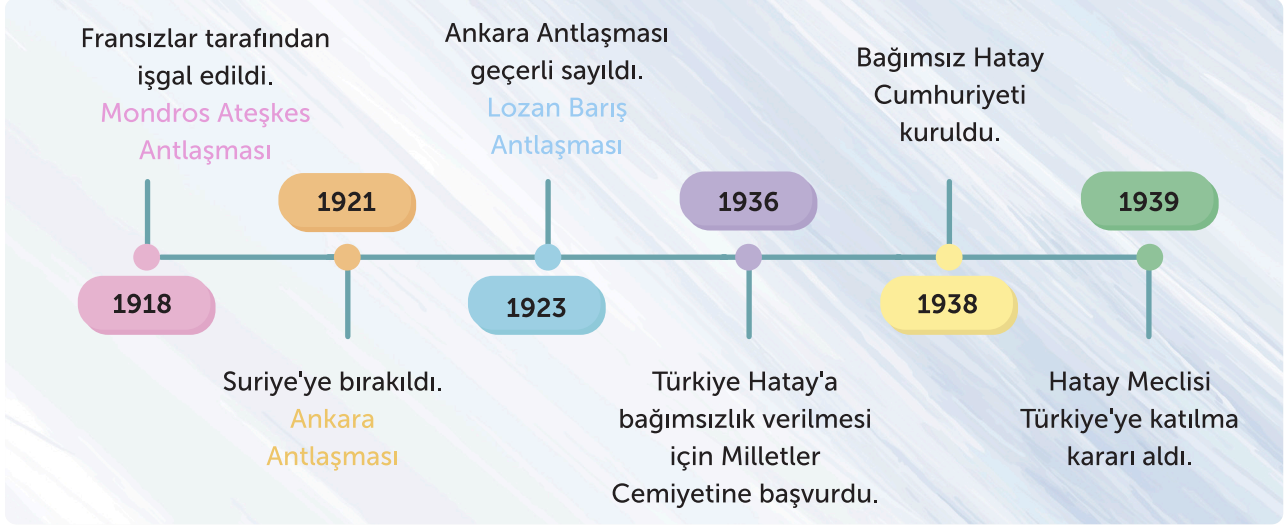 Fransızlar tarafından
işgal edildi.
Mondros Ateşkes
Antlaşması
1918
1921
Suriye'ye bırakıldı.
Ankara
Antlaşması
Ankara Antlaşması
geçerli sayıldı.
Lozan Barış
Antlaşması
1923
1936
Türkiye Hatay'a
bağımsızlık verilmesi
için Milletler
Cemiyetine başvurdu.
Bağımsız Hatay
Cumhuriyeti
kuruldu.
1938
1939
Hatay Meclisi
Türkiye'ye katılma
kararı aldı.